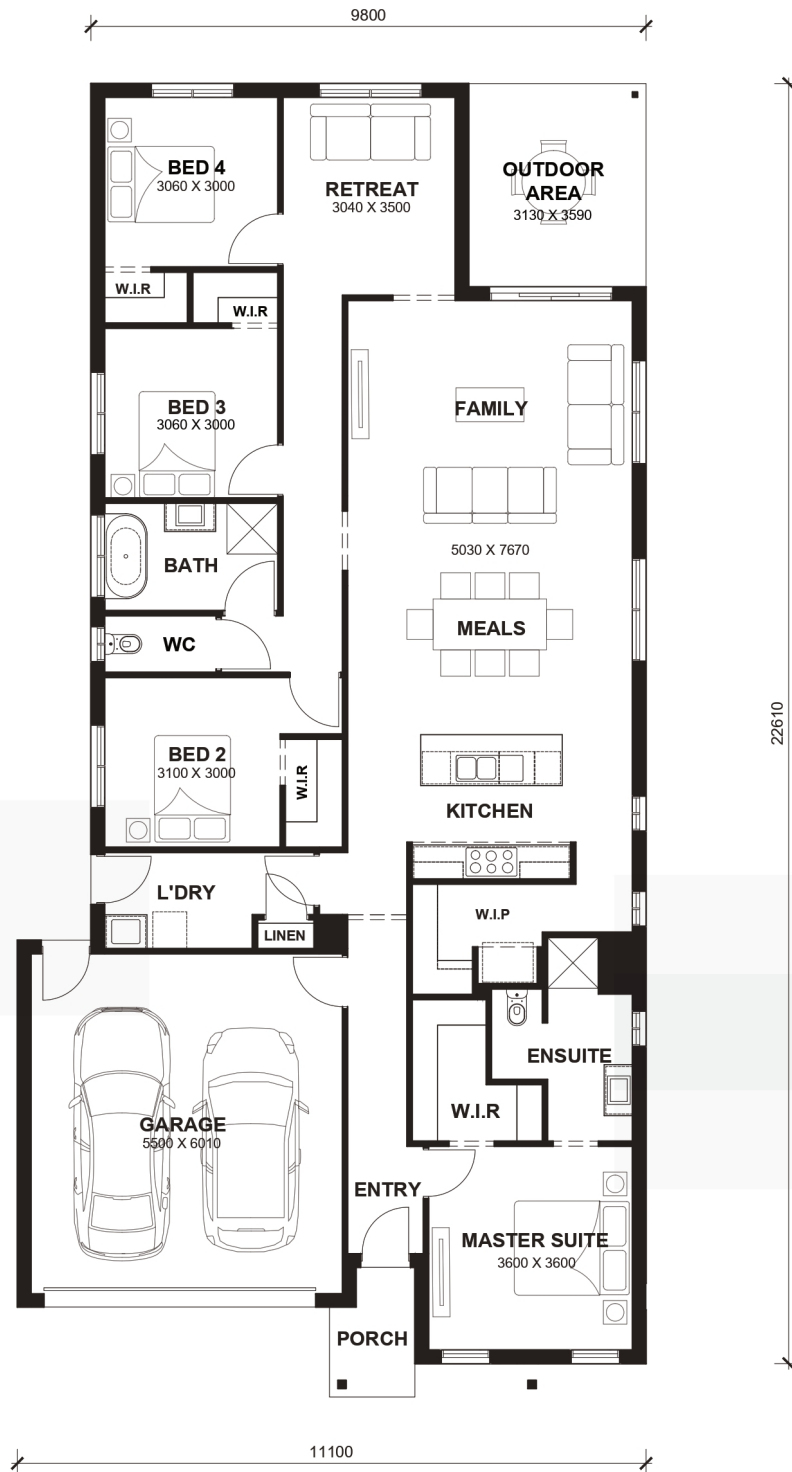 9800
BED 4
3060 X 3000
RETREAT
3040 X 3500
OUTDOOR
AREA
3130 X 3590
W.I.R
W.I.R
BED 3
3060 X 3000
FAMILY
5030 X 7670
BATH
WC
MEALS
22610
BED 2
3100 X 3000
W.I.R
KITCHEN
L'DRY
LINEN
W.I.P
ENSUITE
W.I.R
GARAGE
5500 X 6010
ENTRY
MASTER SUITE
3600 X 3600
PORCH
11100